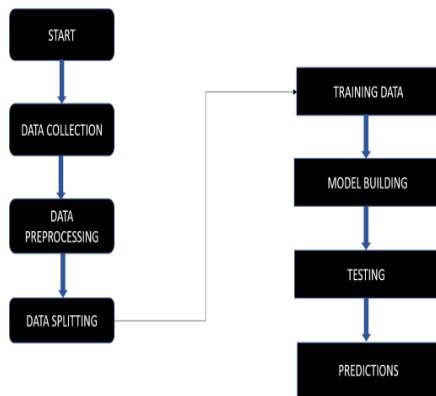 START
DATA COLLECTION
DATA
PREPROCESSING
DATA SPLITTING
TRAINING DATA
MODEL BUILDING
TESTING
PREDICTIONS